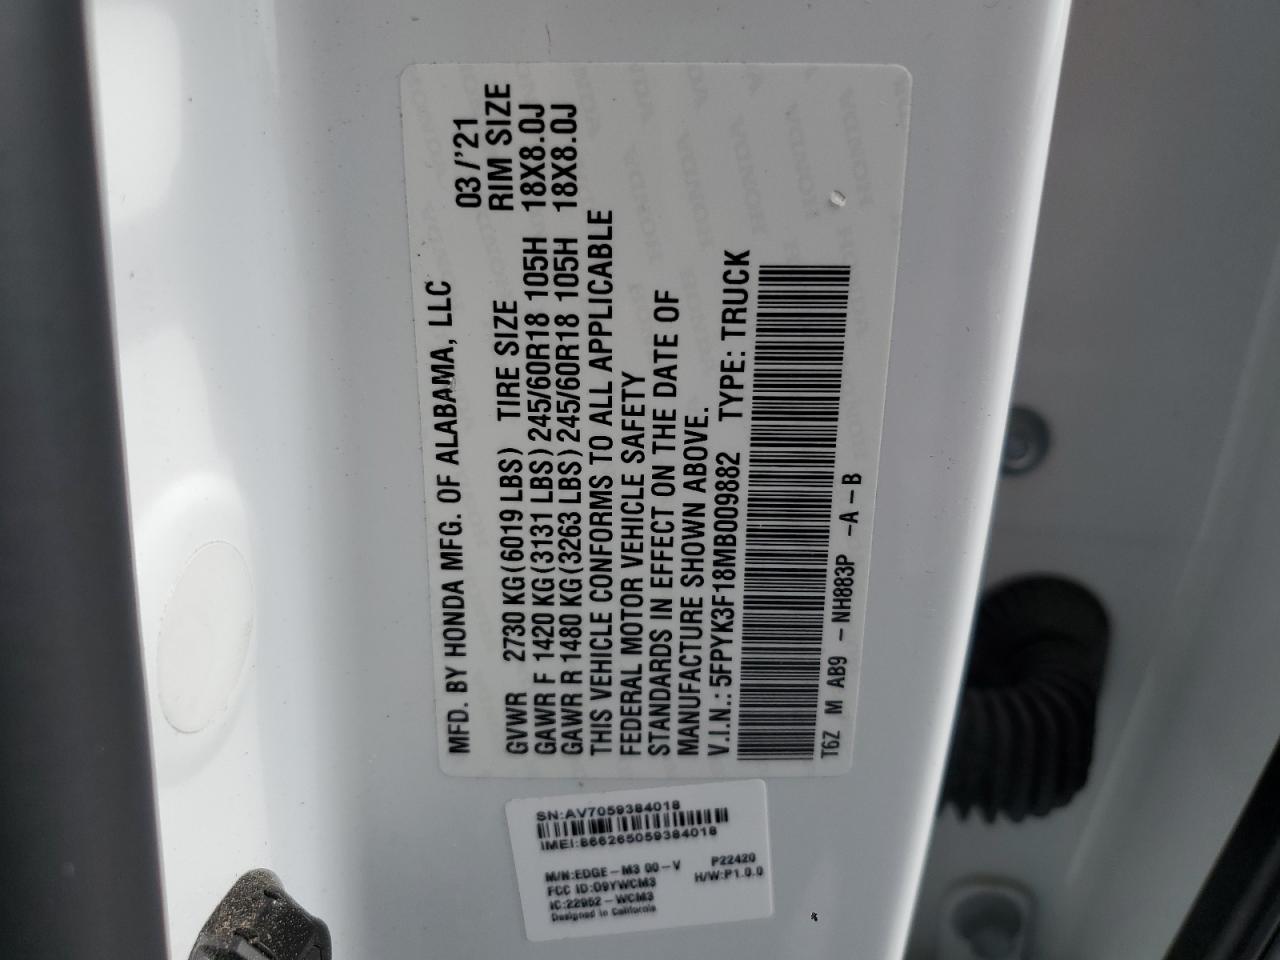 MFD. BY HONDA MFG. OF ALABAMA, LLC 03/'21
GVWR 2730 KG(6019 LBS) TIRE SIZE RIM SIZE
GAWR F 1420 KG(3131 LBS)245/60R18 105H 18X8.0J
GAWR R 1480 KG(3263 LBS)245/60R18 105H 18X8.0J
THIS VEHICLE CONFORMS TO ALL APPLICABLE
FEDERAL MOTOR VEHICLE SAFETY
STANDARDS IN EFFECT ON THE DATE OF
MANUFACTURE SHOWN ABOVE.
V.I.N.: 5FPYK3F18MB009882 TYPE: TRUCK
T6Z M AB9 -NH883P -A-B
SN:AV7059384018
IMEI:866265059384018
M/N:EDGE-M3 00-V P22420
FCC ID:O9YWCM3 H/W:P1.0.0
IC:22952-WCM3
Designed in California